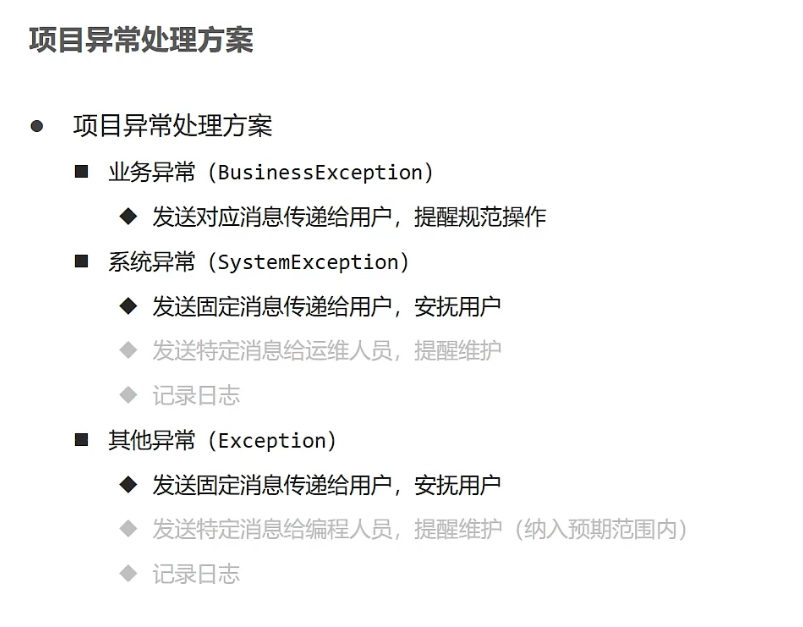 项目异常处理方案
项目异常处理方案
业务异常（BusinessException）
发送对应消息传递给用户，提醒规范操作
系统异常（SystemException）
发送固定消息传递给用户，安抚用户
发送特定消息给运维人员，提醒维护
记录日志
其他异常（Exception）
发送固定消息传递给用户，安抚用户
发送特定消息给编程人员，提醒维护（纳入预期范围内）
记录日志